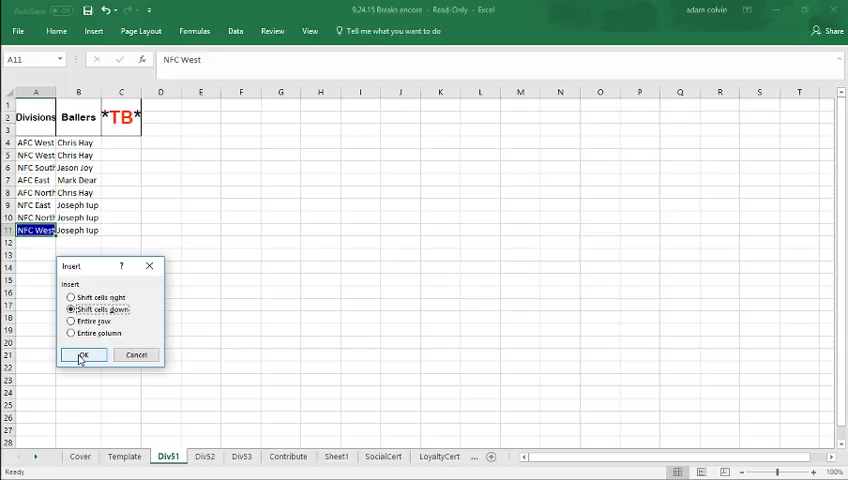 AutoSave Off
9.24.15 Breaks encore - Read-Only - Excel
adam colvin
File Home Insert Page Layout Formulas Data Review View Tell me what you want to do Share
A11 fx NFC West
A B C D E F G H I J K L M N O P Q R S T
1
2 Divisions Ballers *TB*
3
4 AFC West Chris Hay
5 NFC West Chris Hay
6 NFC South Jason Joy
7 AFC East Mark Dear
8 AFC North Chris Hay
9 NFC East Joseph Iup
10 NFC North Joseph Iup
11 NFC West Joseph Iup
12
13
14
15
16
17
18
19
20
21
22
23
24
25
26
27
28
Insert ? ×
Insert
Shift cells right
Shift cells down
Entire row
Entire column
OK Cancel
Cover Template Div51 Div52 Div53 Contribute Sheet1 SocialCert LoyaltyCert ...
Ready 100%